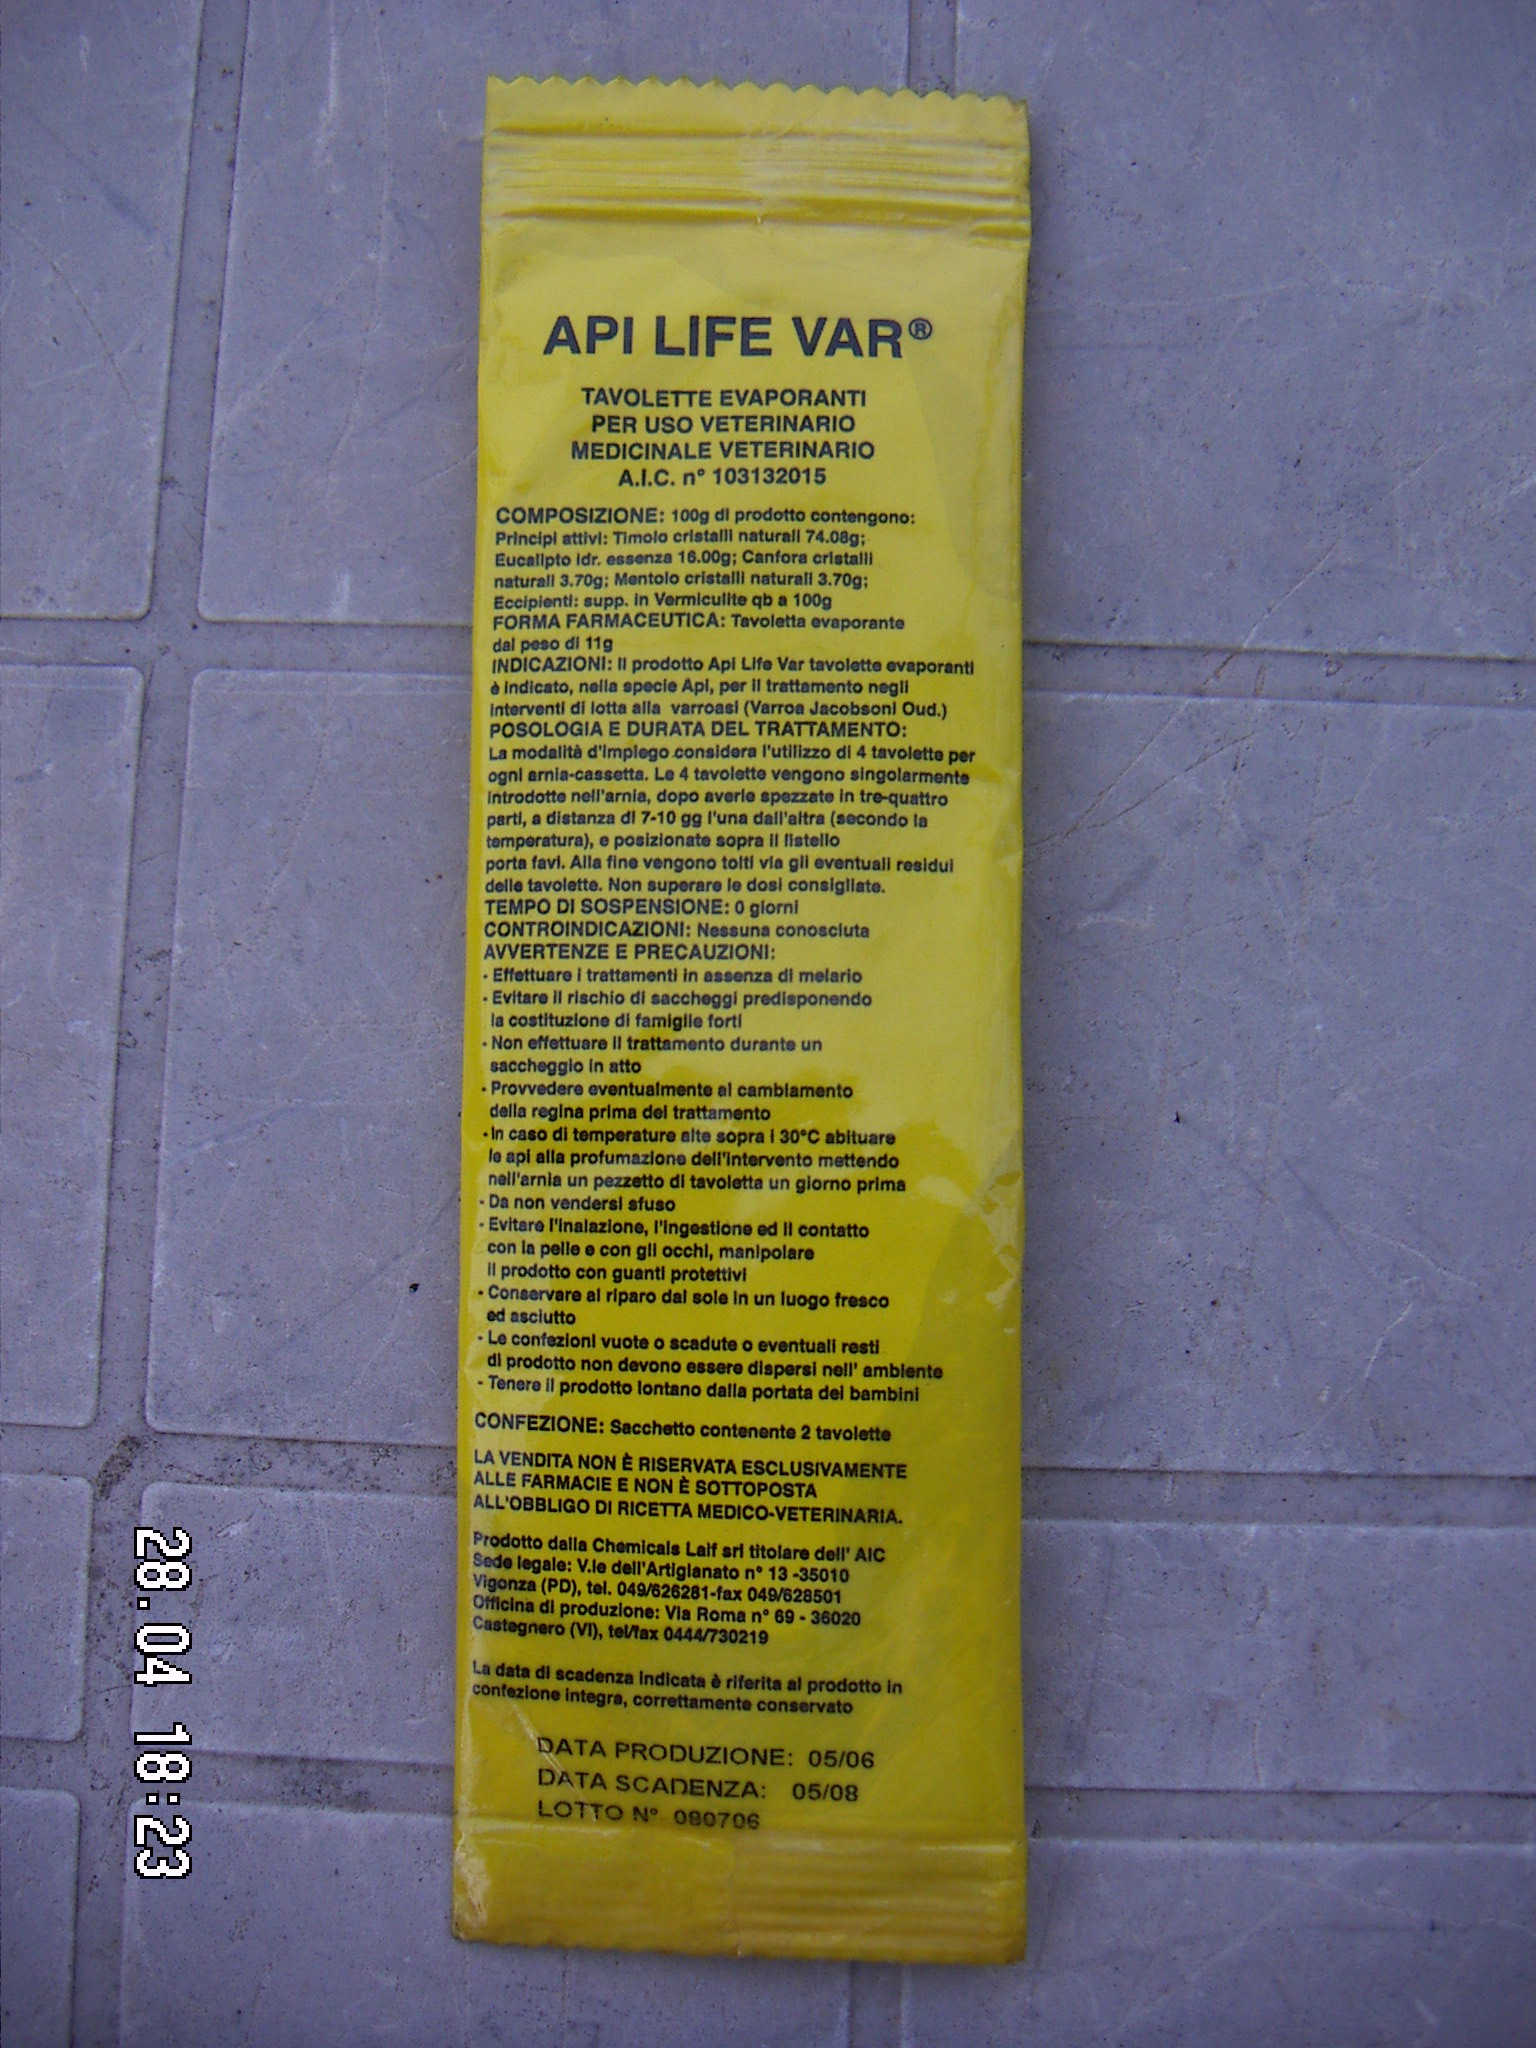 API LIFE VAR®
TAVOLETTE EVAPORANTI
PER USO VETERINARIO
MEDICINALE VETERINARIO
A.I.C. n° 103132015
COMPOSIZIONE: 100g di prodotto contengono:
Principi attivi: Timolo cristalli naturali 74.08g;
Eucalipto idr. essenza 16.00g; Canfora cristalli
naturali 3.70g; Mentolo cristalli naturali 3.70g;
Eccipienti: supp. in Vermiculite qb a 100g
FORMA FARMACEUTICA: Tavoletta evaporante
dal peso di 11g
INDICAZIONI: Il prodotto Api Life Var tavolette evaporanti
è indicato, nella specie Api, per il trattamento negli
interventi di lotta alla varroasi (Varroa Jacobsoni Oud.)
POSOLOGIA E DURATA DEL TRATTAMENTO:
La modalità d'impiego considera l'utilizzo di 4 tavolette per
ogni arnia-cassetta. Le 4 tavolette vengono singolarmente
introdotte nell'arnia, dopo averle spezzate in tre-quattro
parti, a distanza di 7-10 gg l'una dall'altra (secondo la
temperatura), e posizionate sopra il listello
porta favi. Alla fine vengono tolti via gli eventuali residui
delle tavolette. Non superare le dosi consigliate.
TEMPO DI SOSPENSIONE: 0 giorni
CONTROINDICAZIONI: Nessuna conosciuta
AVVERTENZE E PRECAUZIONI:
- Effettuare i trattamenti in assenza di melario
- Evitare il rischio di saccheggi predisponendo
la costituzione di famiglie forti
- Non effettuare il trattamento durante un
saccheggio in atto
- Provvedere eventualmente al cambiamento
della regina prima del trattamento
- In caso di temperature alte sopra i 30°C abituare
le api alla profumazione dell'intervento mettendo
nell'arnia un pezzetto di tavoletta un giorno prima
- Da non vendersi sfuso
- Evitare l'inalazione, l'ingestione ed il contatto
con la pelle e con gli occhi, manipolare
il prodotto con guanti protettivi
- Conservare al riparo dal sole in un luogo fresco
ed asciutto
- Le confezioni vuote o scadute o eventuali resti
di prodotto non devono essere dispersi nell' ambiente
- Tenere il prodotto lontano dalla portata dei bambini
CONFEZIONE: Sacchetto contenente 2 tavolette
LA VENDITA NON È RISERVATA ESCLUSIVAMENTE
ALLE FARMACIE E NON È SOTTOPOSTA
ALL'OBBLIGO DI RICETTA MEDICO-VETERINARIA.
Prodotto dalla Chemicals Laif srl titolare dell' AIC
Sede legale: V.le dell'Artigianato n° 13 -35010
Vigonza (PD), tel. 049/626281-fax 049/628501
Officina di produzione: Via Roma n° 69 - 36020
Castegnero (VI), tel/fax 0444/730219
La data di scadenza indicata è riferita al prodotto in
confezione integra, correttamente conservato
DATA PRODUZIONE: 05/06
DATA SCADENZA: 05/08
LOTTO N° 080706
28.04 18:23